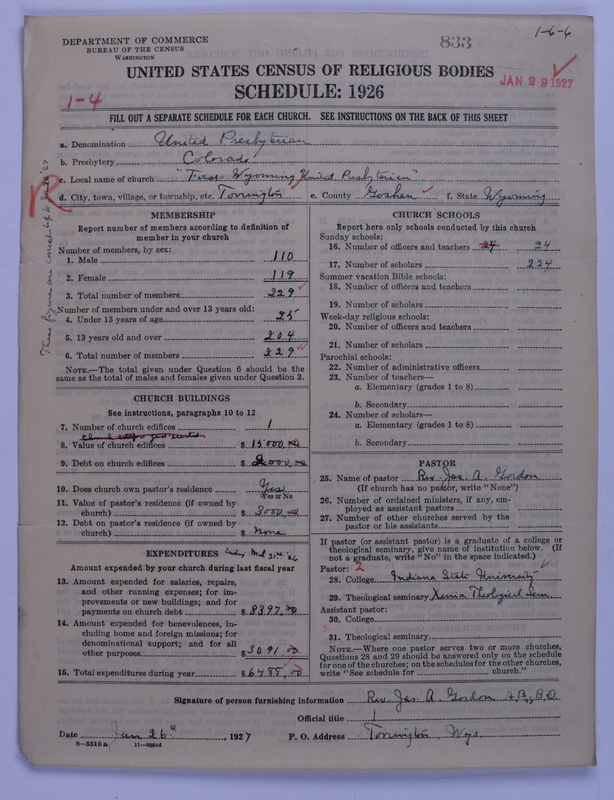 DEPARTMENT OF COMMERCE
BUREAU OF THE CENSUS
WASHINGTON
833
1-6-6
UNITED STATES CENSUS OF RELIGIOUS BODIES
SCHEDULE: 1926
JAN 29 1927
1-4
FILL OUT A SEPARATE SCHEDULE FOR EACH CHURCH. SEE INSTRUCTIONS ON THE BACK OF THIS SHEET
a. Denomination United Presbyterian
b. Presbytery Colorado
c. Local name of church "First Wyoming United Presbyterian"
d. City, town, village, or township, etc. Torrington e. County Goshen f. State Wyoming
These figures are correct up to
MEMBERSHIP
Report number of members according to definition of
member in your church
Number of members, by sex:
1. Male 110
2. Female 119
3. Total number of members 229
Number of members under and over 13 years old:
4. Under 13 years of age 25
5. 13 years old and over 204
6. Total number of members 229
NOTE.—The total given under Question 6 should be the
same as the total of males and females given under Question 3.
CHURCH BUILDINGS
See instructions, paragraphs 10 to 12
7. Number of church edifices 1
8. Value of church edifices $ 15000.00
9. Debt on church edifices $ 2000.00
10. Does church own pastor's residence Yes
Yes or No
11. Value of pastor's residence (if owned by
church) $ 3000.00
12. Debt on pastor's residence (if owned by
church) $ None
EXPENDITURES ending Mch 31st '26
Amount expended by your church during last fiscal year
13. Amount expended for salaries, repairs,
and other running expenses; for im-
provements or new buildings; and for
payments on church debt $ 3397.00
14. Amount expended for benevolences, in-
cluding home and foreign missions; for
denominational support; and for all
other purposes $ 3091.00
15. Total expenditures during year $ 6488.00
CHURCH SCHOOLS
Report here only schools conducted by this church
Sunday schools:
16. Number of officers and teachers 24 24
17. Number of scholars 224
Summer vacation Bible schools:
18. Number of officers and teachers
19. Number of scholars
Week-day religious schools:
20. Number of officers and teachers
21. Number of scholars
Parochial schools:
22. Number of administrative officers
23. Number of teachers—
a. Elementary (grades 1 to 8)
b. Secondary
24. Number of scholars—
a. Elementary (grades 1 to 8)
b. Secondary
PASTOR
25. Name of pastor Rev. Jas. A. Gordon
(If church has no pastor, write "None")
26. Number of ordained ministers, if any, em-
ployed as assistant pastors
27. Number of other churches served by the
pastor or his assistants
If pastor (or assistant pastor) is a graduate of a college or
theological seminary, give name of institution below. (If
not a graduate, write "No" in the space indicated.)
Pastor: 2
28. College Indiana State University
29. Theological seminary Xenia Theological Sem.
Assistant pastor:
30. College
31. Theological seminary
NOTE.—Where one pastor serves two or more churches,
Questions 28 and 29 should be answered only on the schedule
for one of the churches; on the schedules for the other churches,
write "See schedule for church."
Signature of person furnishing information Rev. Jas. A. Gordon A.B., B.D.
Official title
Date Jan 26th, 1927 P. O. Address Torrington, Wyo.
8—5516 a